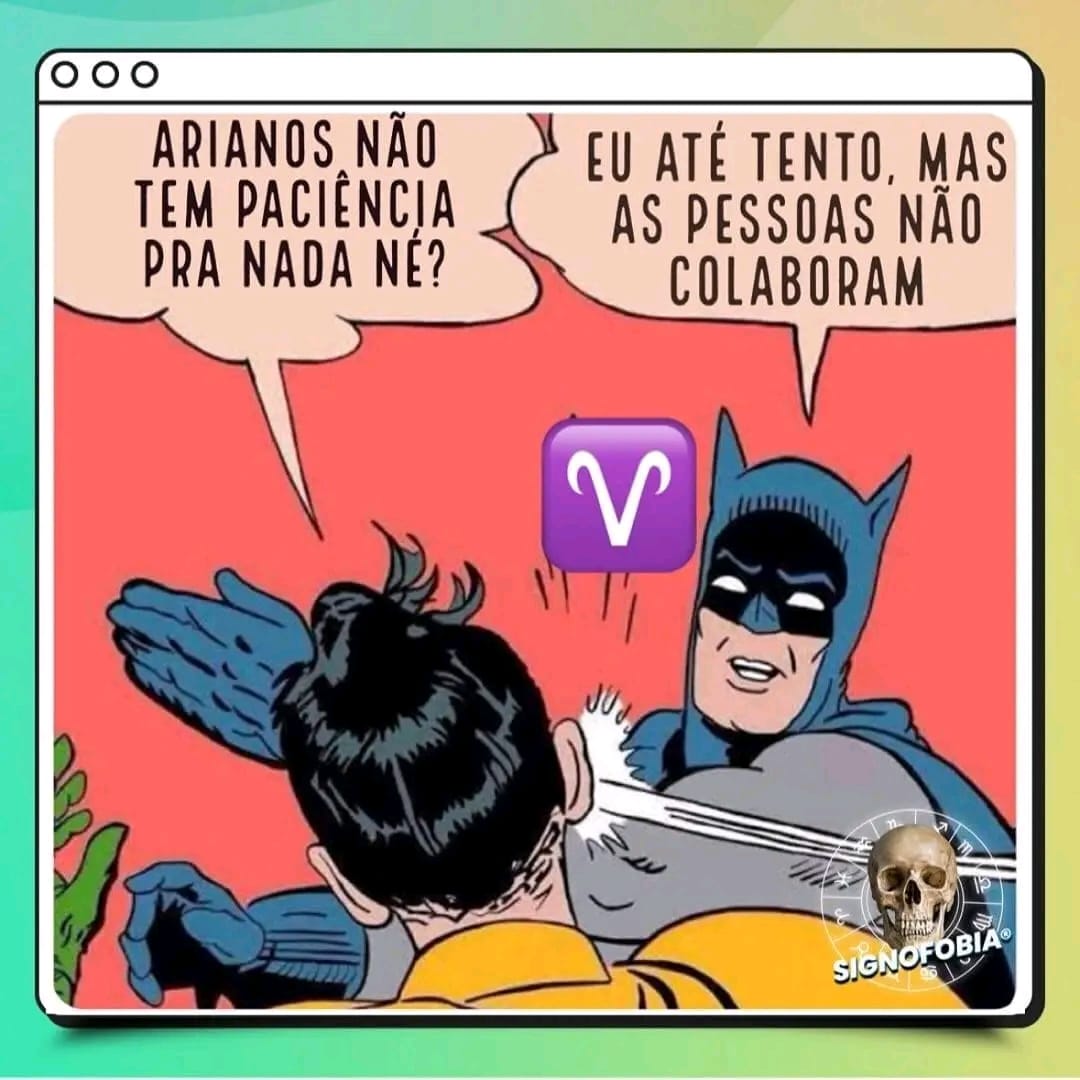 ARIANOS NÃO
TEM PACIÊNCIA
PRA NADA NÉ?
EU ATÉ TENTO, MAS
AS PESSOAS NÃO
COLABORAM
SIGNOFOBIA®